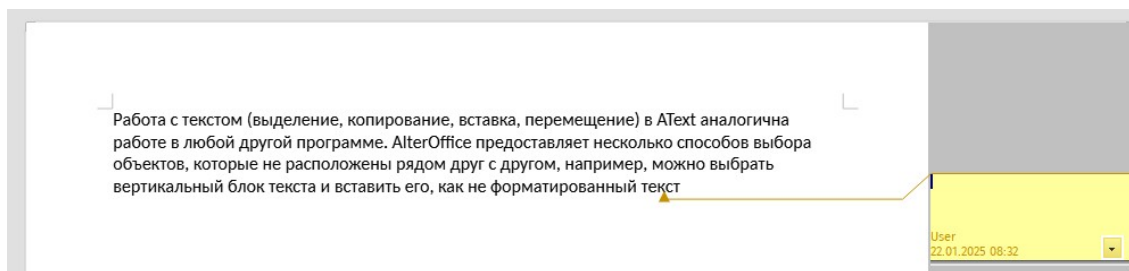 Работа с текстом (выделение, копирование, вставка, перемещение) в AText аналогична
работе в любой другой программе. AlterOffice предоставляет несколько способов выбора
объектов, которые не расположены рядом друг с другом, например, можно выбрать
вертикальный блок текста и вставить его, как не форматированный текст
User
22.01.2025 08:32